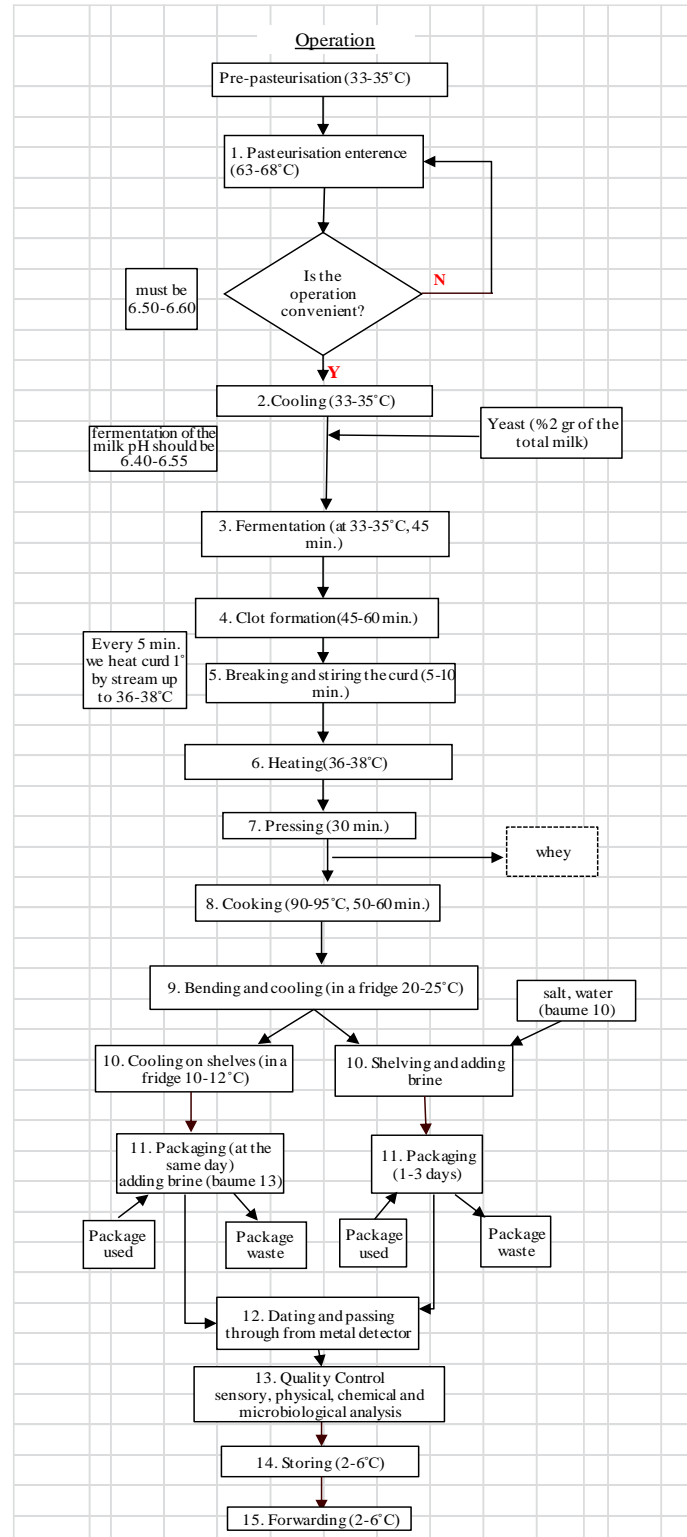 Operation
Pre-pasteurisation (33-35˚C)
1. Pasteurisation enterence
(63-68˚C)
Is the
operation
convenient?
N
must be
6.50-6.60
Y
2.Cooling (33-35˚C)
Yeast (%2 gr of the
total milk)
fermentation of the
milk pH should be
6.40-6.55
3. Fermentation (at 33-35˚C, 45
min.)
4. Clot formation(45-60 min.)
Every 5 min.
we heat curd 1˚
by stream up
to 36-38˚C
5. Breaking and stiring the curd (5-10
min.)
6. Heating(36-38˚C)
7. Pressing (30 min.)
whey
8. Cooking (90-95˚C, 50-60 min.)
9. Bending and cooling (in a fridge 20-25˚C)
salt, water
(baume 10)
10. Cooling on shelves (in a
fridge 10-12˚C)
10. Shelving and adding
brine
11. Packaging (at the
same day)
adding brine (baume 13)
11. Packaging
(1-3 days)
Package
used
Package
waste
Package
used
Package
waste
12. Dating and passing
through from metal detector
13. Quality Control
sensory, physical, chemical and
microbiological analysis
14. Storing (2-6˚C)
15. Forwarding (2-6˚C)